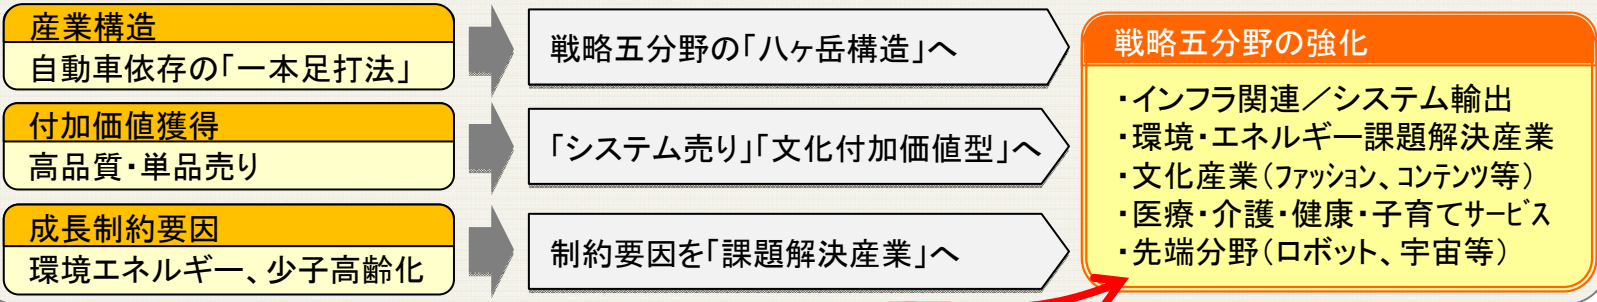 産業構造
自動車依存の「一本足打法」
戦略五分野の「八ヶ岳構造」へ
付加価値獲得
高品質・単品売り
「システム売り」「文化付加価値型」へ
成長制約要因
環境エネルギー、少子高齢化
制約要因を「課題解決産業」へ
戦略五分野の強化
・インフラ関連／システム輸出
・環境・エネルギー課題解決産業
・文化産業（ファッション、コンテンツ等）
・医療・介護・健康・子育てサービス
・先端分野（ロボット、宇宙等）